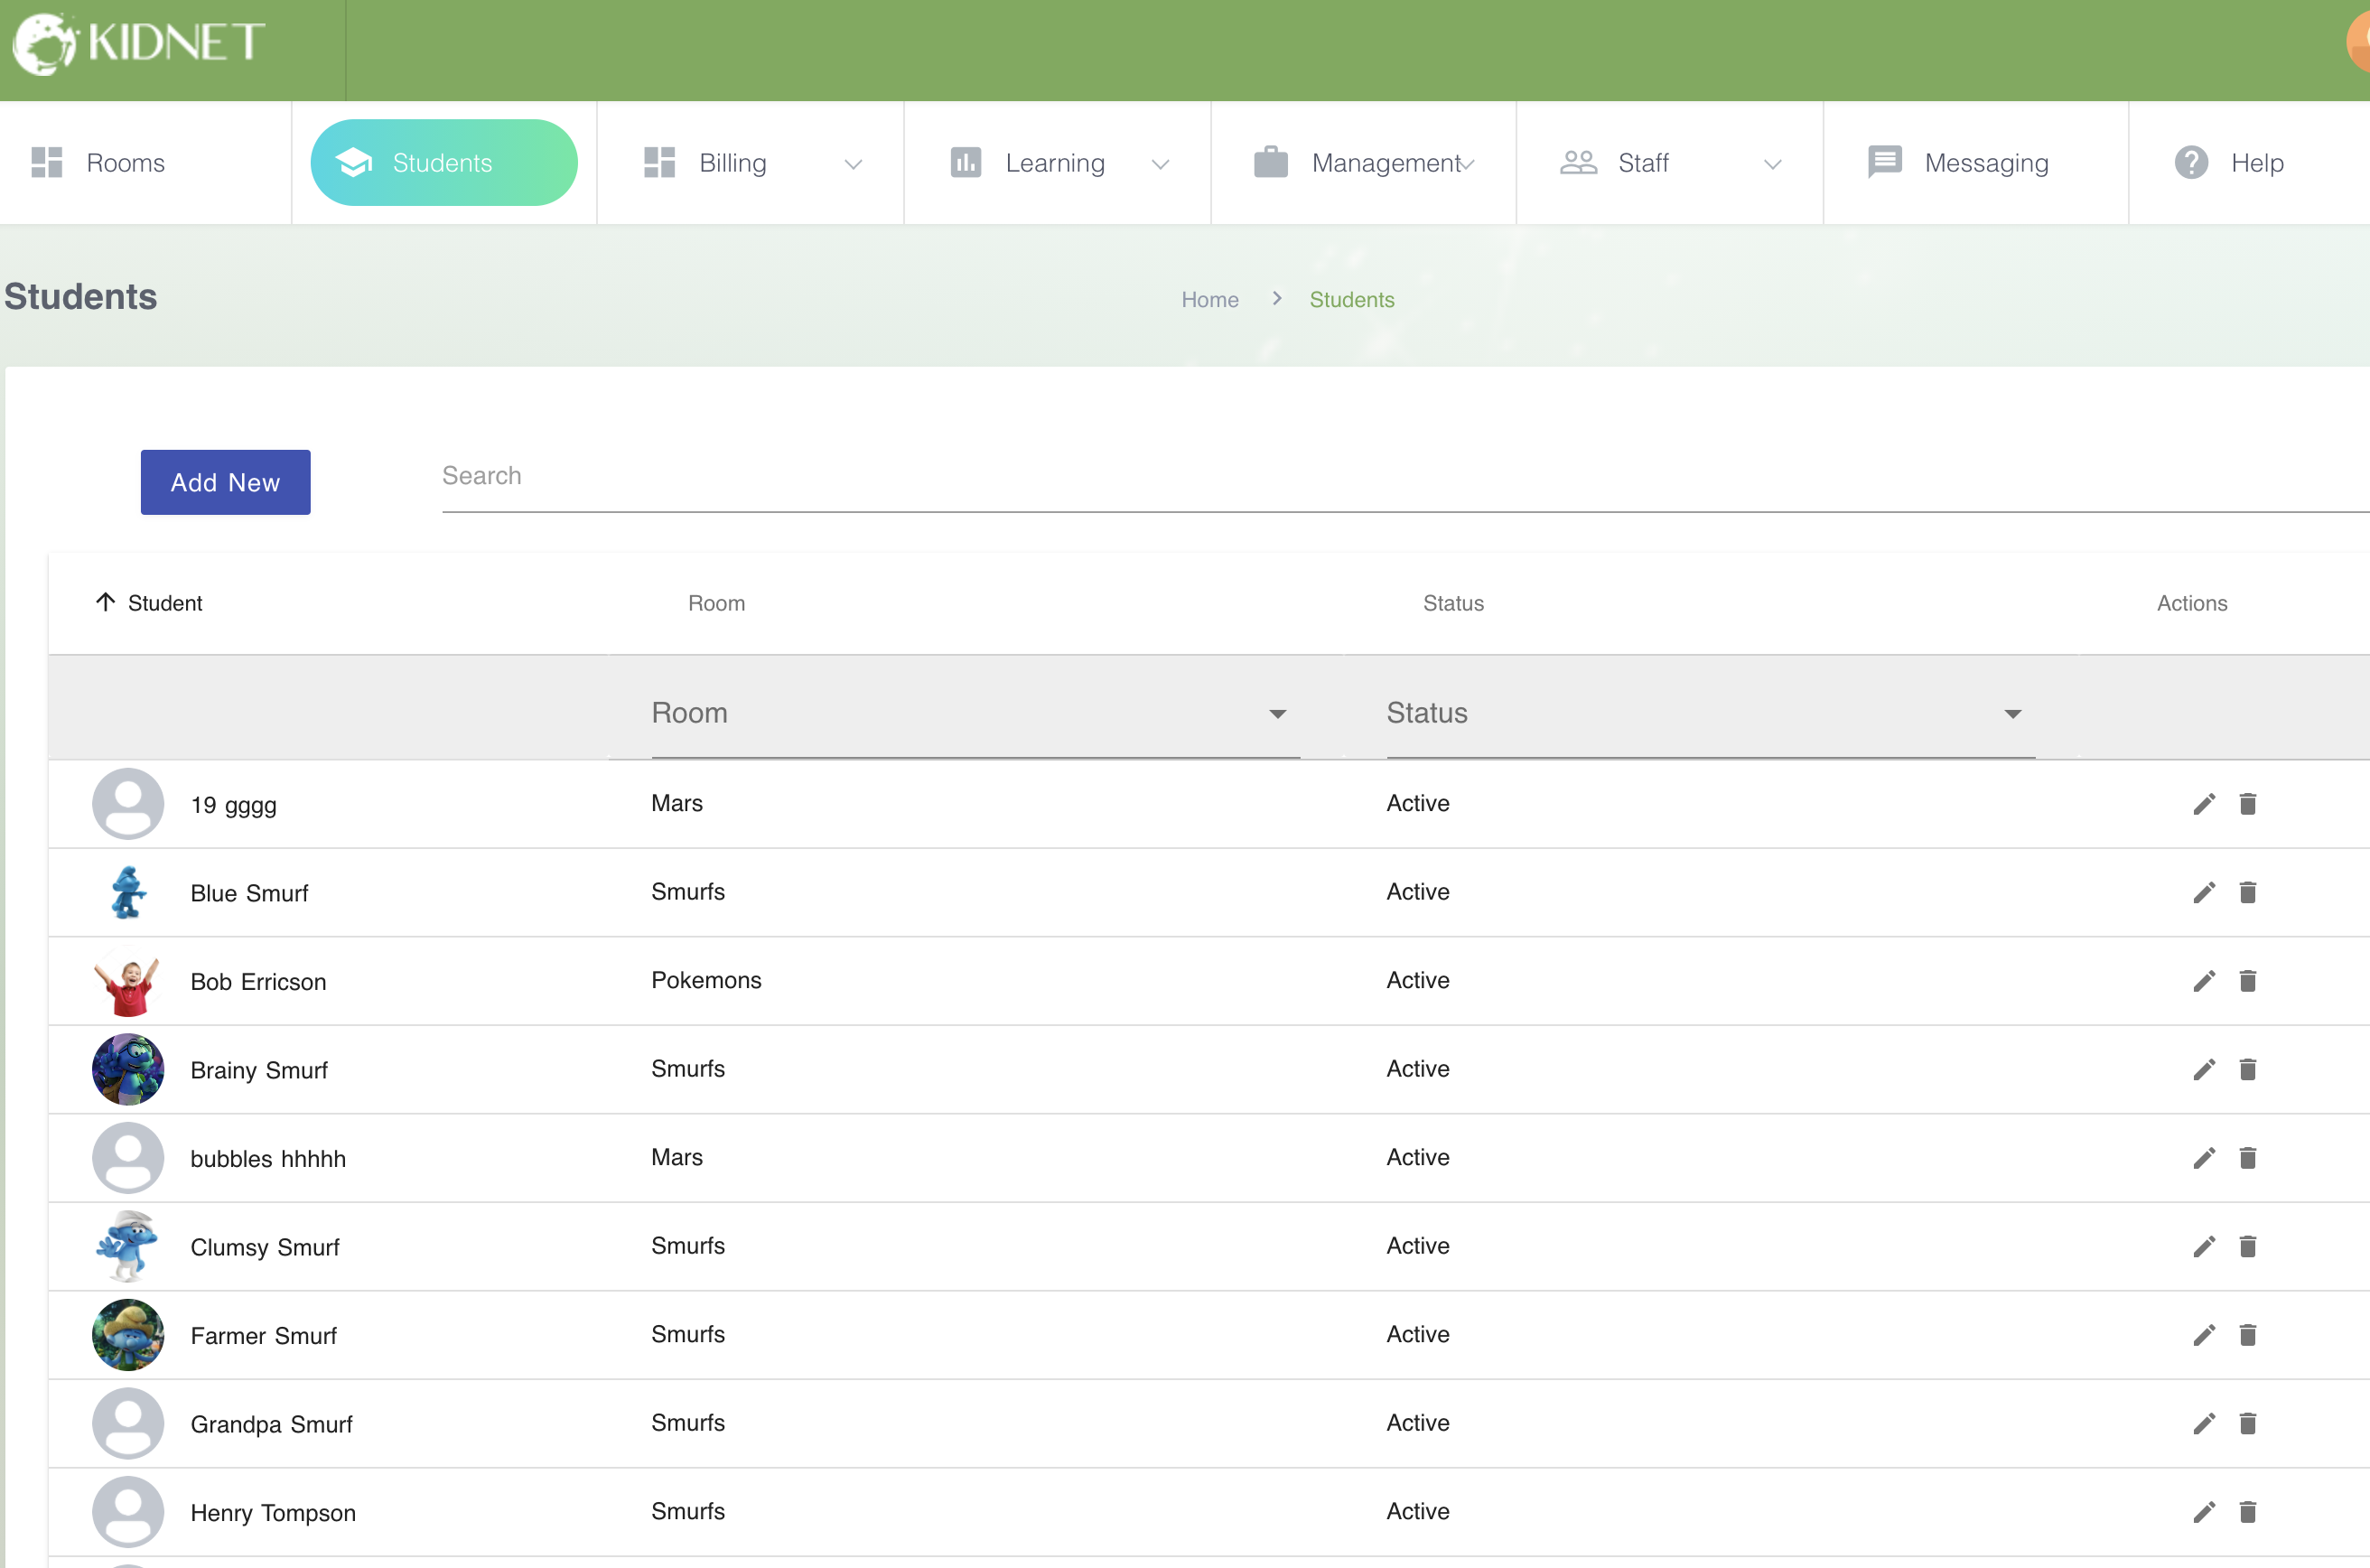 KIDNET
Rooms Students Billing Learning Management Staff Messaging Help
Students Home Students
Add New Search
Student Room Status Actions
Room Status
19 gggg Mars Active
Blue Smurf Smurfs Active
Bob Erricson Pokemons Active
Brainy Smurf Smurfs Active
bubbles hhhhh Mars Active
Clumsy Smurf Smurfs Active
Farmer Smurf Smurfs Active
Grandpa Smurf Smurfs Active
Henry Tompson Smurfs Active